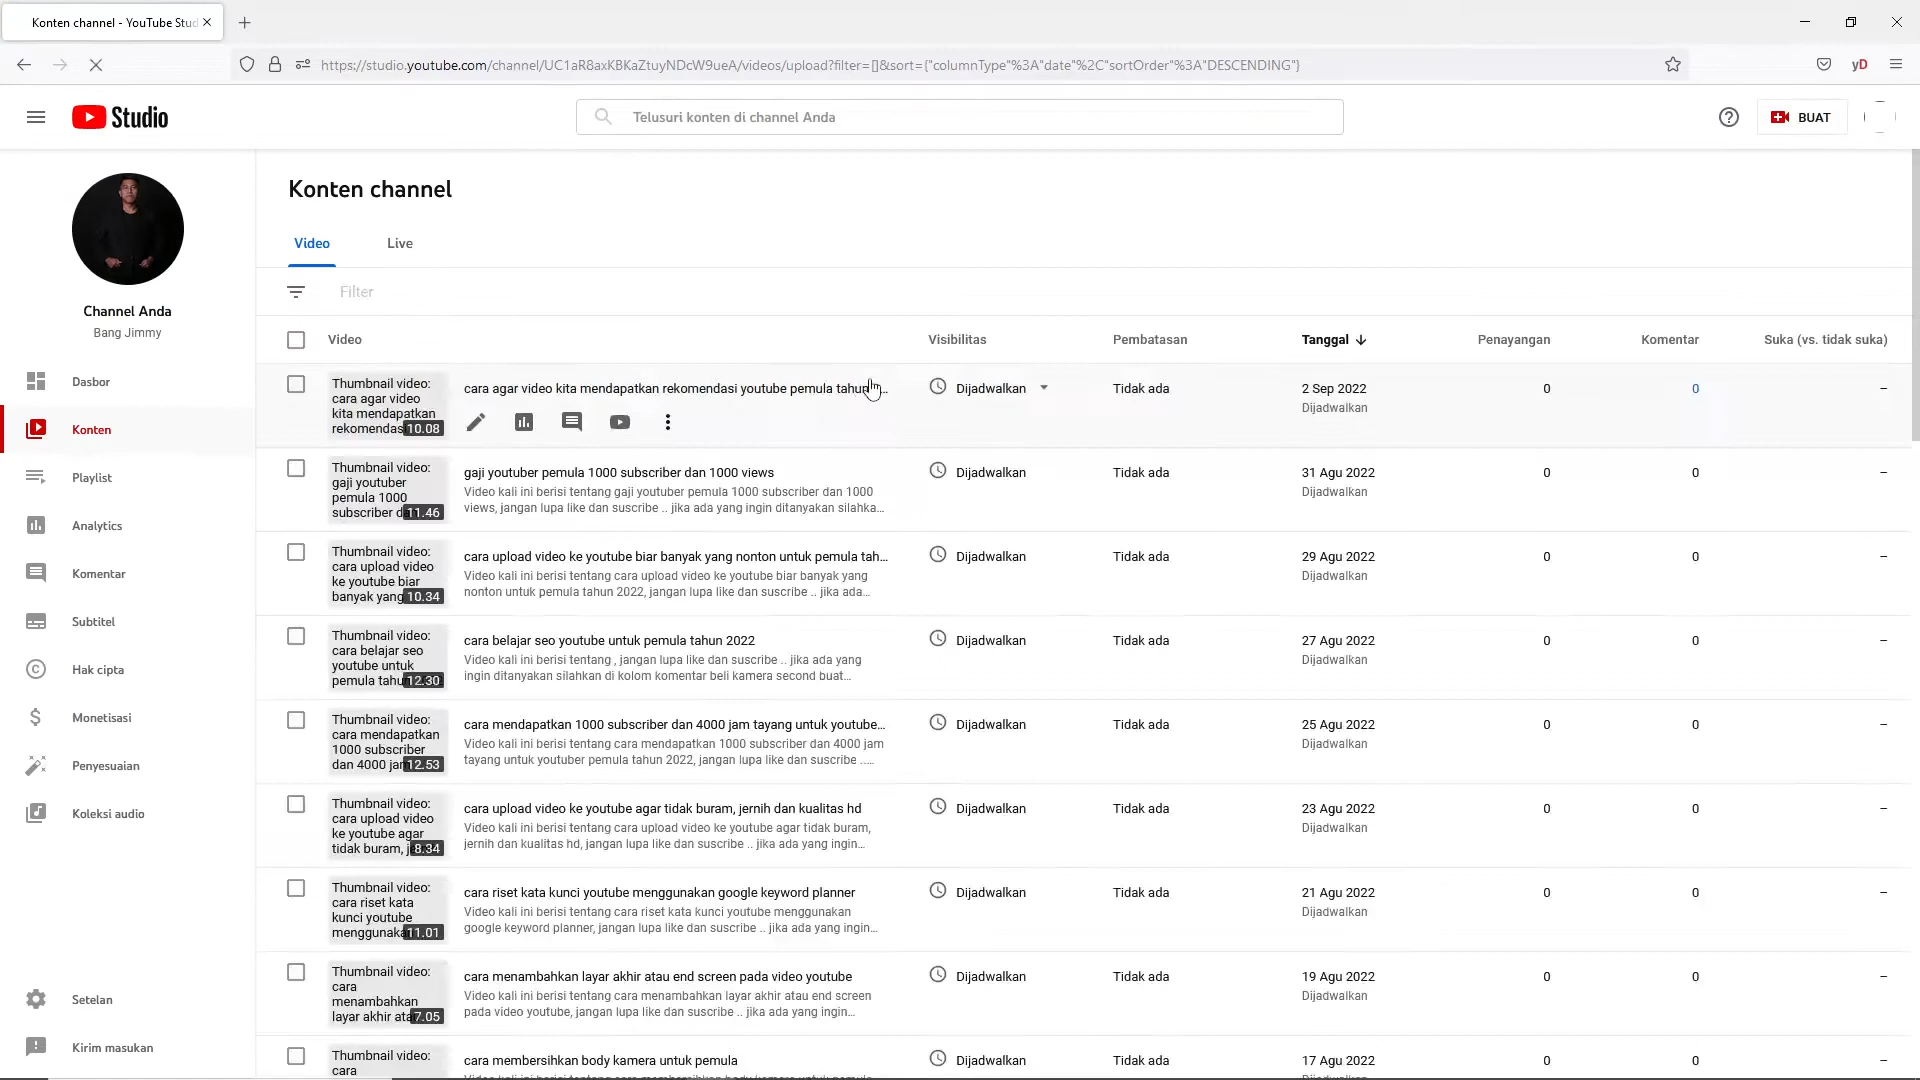 Konten channel - YouTube Stud
https://studio.youtube.com/channel/UC1aR8axKBKaZtuyNDcW9ueA/videos/upload?filter=[]&sort={"columnType"%3A"date"%2C"sortOrder"%3A"DESCENDING"}
yD
Studio
Telusuri konten di channel Anda
BUAT
Channel Anda
Bang Jimmy
Dasbor
Konten
Playlist
Analytics
Komentar
Subtitel
Hak cipta
Monetisasi
Penyesuaian
Koleksi audio
Setelan
Kirim masukan
Konten channel
Video Live
Filter
Video Visibilitas Pembatasan Tanggal Penayangan Komentar Suka (vs. tidak suka)
Thumbnail video:
cara agar video
kita mendapatkan
rekomendas 10.08
cara agar video kita mendapatkan rekomendasi youtube pemula tahun ...
Dijadwalkan Tidak ada 2 Sep 2022 0 0 –
Dijadwalkan
Thumbnail video:
gaji youtuber
pemula 1000
subscriber da 11.46
gaji youtuber pemula 1000 subscriber dan 1000 views
Video kali ini berisi tentang gaji youtuber pemula 1000 subscriber dan 1000
views, jangan lupa like dan suscribe .. jika ada yang ingin ditanyakan silahka...
Dijadwalkan Tidak ada 31 Agu 2022 0 0 –
Dijadwalkan
Thumbnail video:
cara upload video
ke youtube biar
banyak yang 10.34
cara upload video ke youtube biar banyak yang nonton untuk pemula tah...
Video kali ini berisi tentang cara upload video ke youtube biar banyak yang
nonton untuk pemula tahun 2022, jangan lupa like dan suscribe .. jika ada...
Dijadwalkan Tidak ada 29 Agu 2022 0 0 –
Dijadwalkan
Thumbnail video:
cara belajar seo
youtube untuk
pemula tahu 12.30
cara belajar seo youtube untuk pemula tahun 2022
Video kali ini berisi tentang , jangan lupa like dan suscribe .. jika ada yang
ingin ditanyakan silahkan di kolom komentar beli kamera second buat...
Dijadwalkan Tidak ada 27 Agu 2022 0 0 –
Dijadwalkan
Thumbnail video:
cara mendapatkan
1000 subscriber
dan 4000 jam 12.53
cara mendapatkan 1000 subscriber dan 4000 jam tayang untuk youtube...
Video kali ini berisi tentang cara mendapatkan 1000 subscriber dan 4000 jam
tayang untuk youtuber pemula tahun 2022, jangan lupa like dan suscribe .....
Dijadwalkan Tidak ada 25 Agu 2022 0 0 –
Dijadwalkan
Thumbnail video:
cara upload video
ke youtube agar
tidak buram, j 8.34
cara upload video ke youtube agar tidak buram, jernih dan kualitas hd
Video kali ini berisi tentang cara upload video ke youtube agar tidak buram,
jernih dan kualitas hd, jangan lupa like dan suscribe .. jika ada yang ingin...
Dijadwalkan Tidak ada 23 Agu 2022 0 0 –
Dijadwalkan
Thumbnail video:
cara riset kata
kunci youtube
menggunaka 11.01
cara riset kata kunci youtube menggunakan google keyword planner
Video kali ini berisi tentang cara riset kata kunci youtube menggunakan
google keyword planner, jangan lupa like dan suscribe .. jika ada yang ingin...
Dijadwalkan Tidak ada 21 Agu 2022 0 0 –
Dijadwalkan
Thumbnail video:
cara
menambahkan
layar akhir ata 7.05
cara menambahkan layar akhir atau end screen pada video youtube
Video kali ini berisi tentang cara menambahkan layar akhir atau end screen
pada video youtube, jangan lupa like dan suscribe .. jika ada yang ingin...
Dijadwalkan Tidak ada 19 Agu 2022 0 0 –
Dijadwalkan
Thumbnail video:
cara
cara membersihkan body kamera untuk pemula
Dijadwalkan Tidak ada 17 Agu 2022 0 0 –